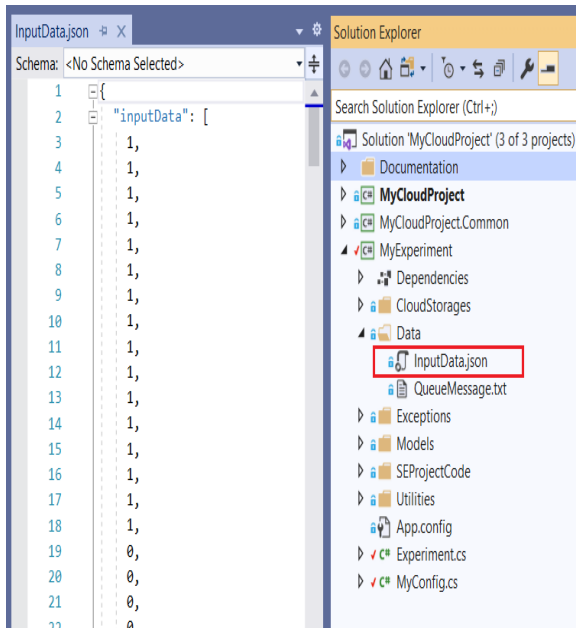 InputData.json
Schema: <No Schema Selected>
1 {
2 "inputData": [
3 1,
4 1,
5 1,
6 1,
7 1,
8 1,
9 1,
10 1,
11 1,
12 1,
13 1,
14 1,
15 1,
16 1,
17 1,
18 1,
19 0,
20 0,
21 0,
22 0
Solution Explorer
Search Solution Explorer (Ctrl+;)
Solution 'MyCloudProject' (3 of 3 projects)
Documentation
C# MyCloudProject
C# MyCloudProject.Common
C# MyExperiment
Dependencies
CloudStorages
Data
InputData.json
QueueMessage.txt
Exceptions
Models
SEProjectCode
Utilities
App.config
C# Experiment.cs
C# MyConfig.cs